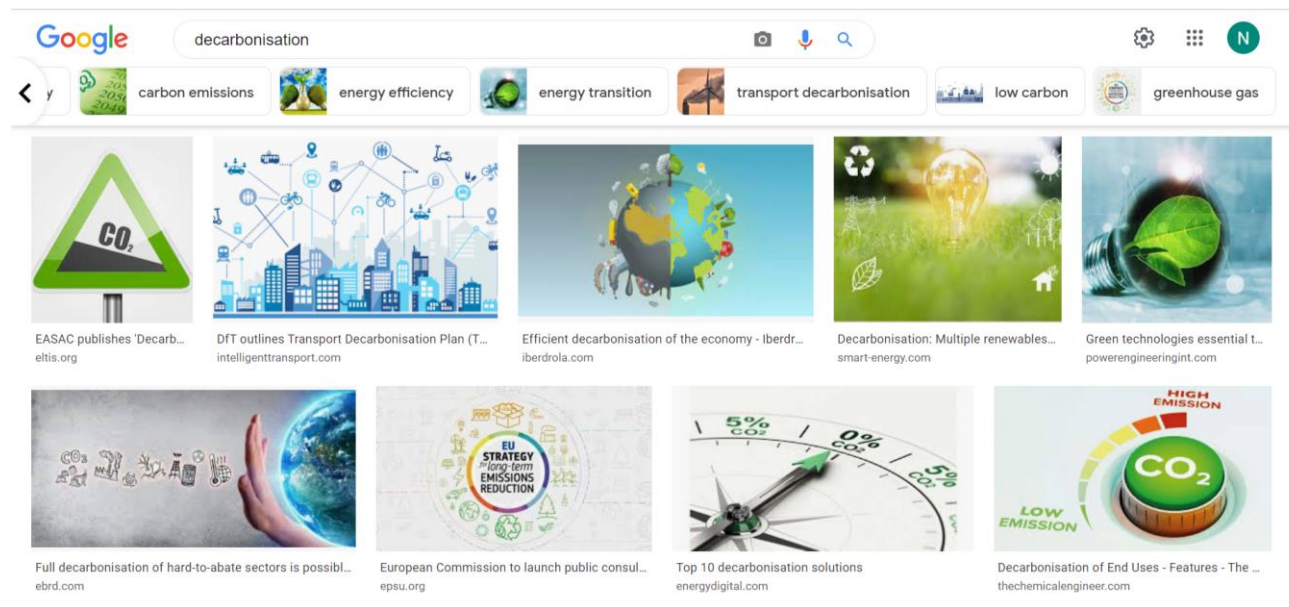 Google
decarbonisation
N
y
carbon emissions
energy efficiency
energy transition
transport decarbonisation
low carbon
greenhouse gas
2050
2049
CO₂
EASAC publishes 'Decarb...
eltis.org
DfT outlines Transport Decarbonisation Plan (T...
intelligenttransport.com
Efficient decarbonisation of the economy - Iberdr...
iberdrola.com
Decarbonisation: Multiple renewables...
smart-energy.com
Green technologies essential t...
powerengineeringint.com
CO₂
EU
STRATEGY
for long-term
EMISSIONS
REDUCTION
5%
CO₂
0%
CO₂
5%
CO₂
HIGH
EMISSION
CO₂
LOW
EMISSION
Full decarbonisation of hard-to-abate sectors is possibl...
ebrd.com
European Commission to launch public consul...
epsu.org
Top 10 decarbonisation solutions
energydigital.com
Decarbonisation of End Uses - Features - The ...
thechemicalengineer.com